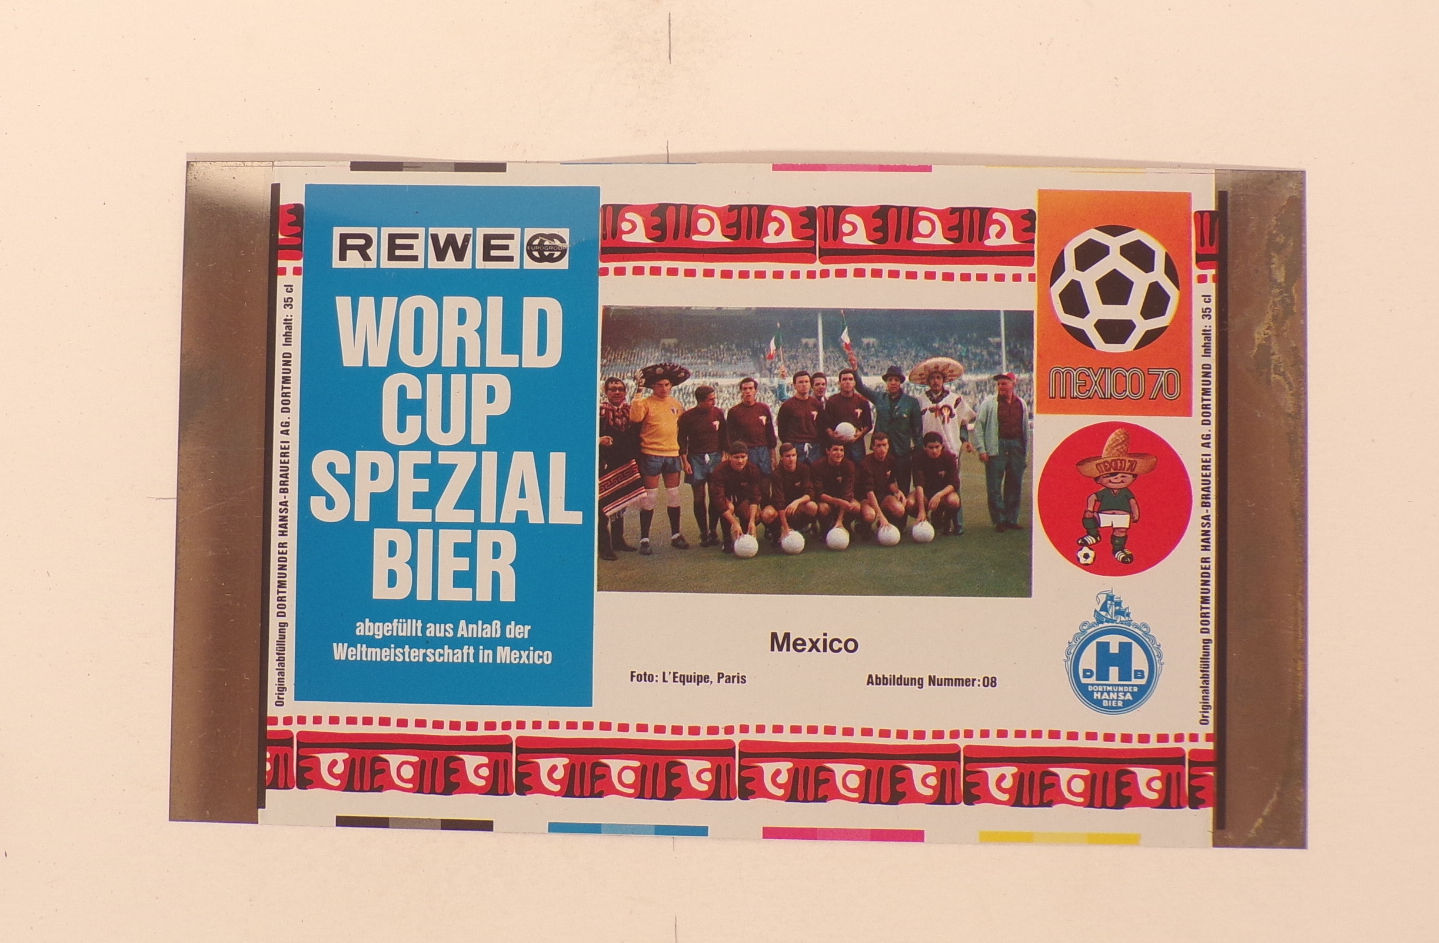 REWE
EUROGROUP
WORLD
CUP
SPEZIAL
BIER
abgefüllt aus Anlaß der
Weltmeisterschaft in Mexico
Originalabfüllung DORTMUNDER HANSA-BRAUEREI AG. DORTMUND Inhalt: 35 cl
Mexico
Foto: L'Equipe, Paris
Abbildung Nummer: 08
MEXICO 70
MEXICO 70
D H B
DORTMUNDER
HANSA
BIER
Originalabfüllung DORTMUNDER HANSA-BRAUEREI AG. DORTMUND Inhalt: 35 cl